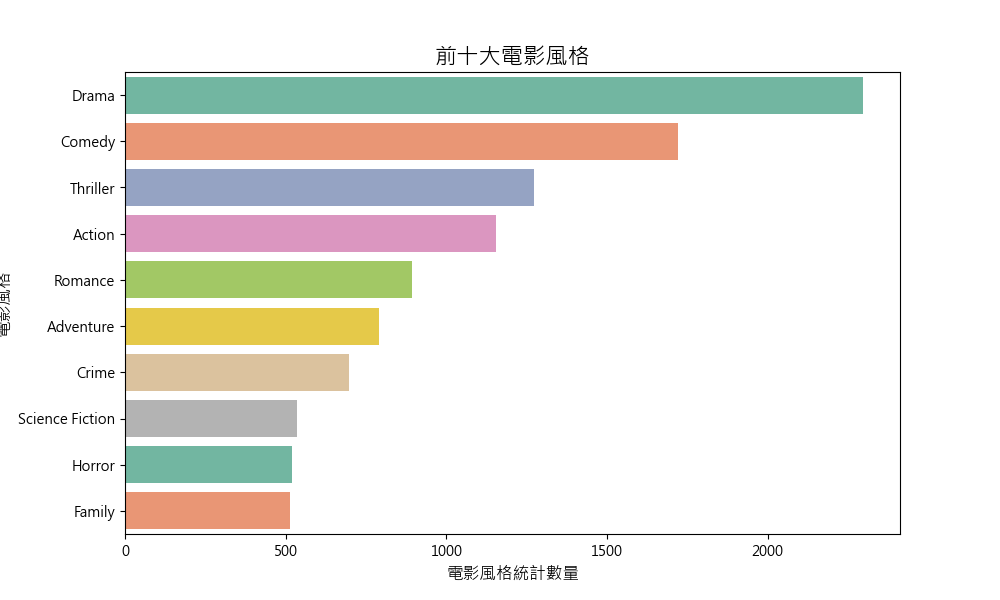 前十大電影風格
Drama
Comedy
Thriller
Action
Romance
Adventure
Crime
Science Fiction
Horror
Family
電影風格
0 500 1000 1500 2000
電影風格統計數量